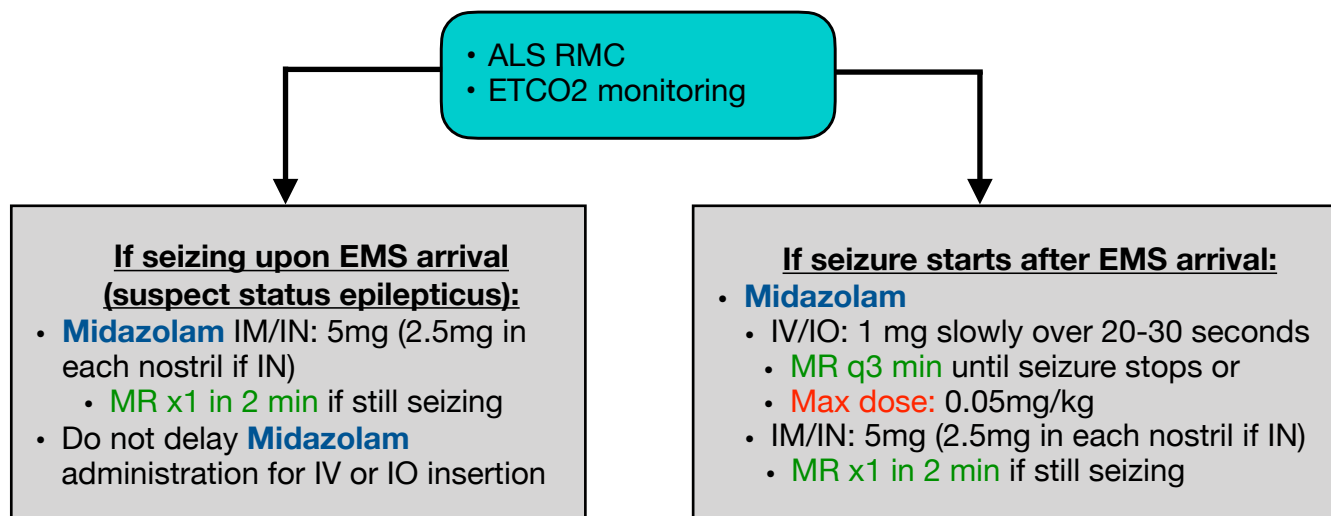 • ALS RMC
• ETCO2 monitoring
If seizing upon EMS arrival
(suspect status epilepticus):
• Midazolam IM/IN: 5mg (2.5mg in
each nostril if IN)
• MR x1 in 2 min if still seizing
• Do not delay Midazolam
administration for IV or IO insertion
If seizure starts after EMS arrival:
• Midazolam
• IV/IO: 1 mg slowly over 20-30 seconds
• MR q3 min until seizure stops or
• Max dose: 0.05mg/kg
• IM/IN: 5mg (2.5mg in each nostril if IN)
• MR x1 in 2 min if still seizing